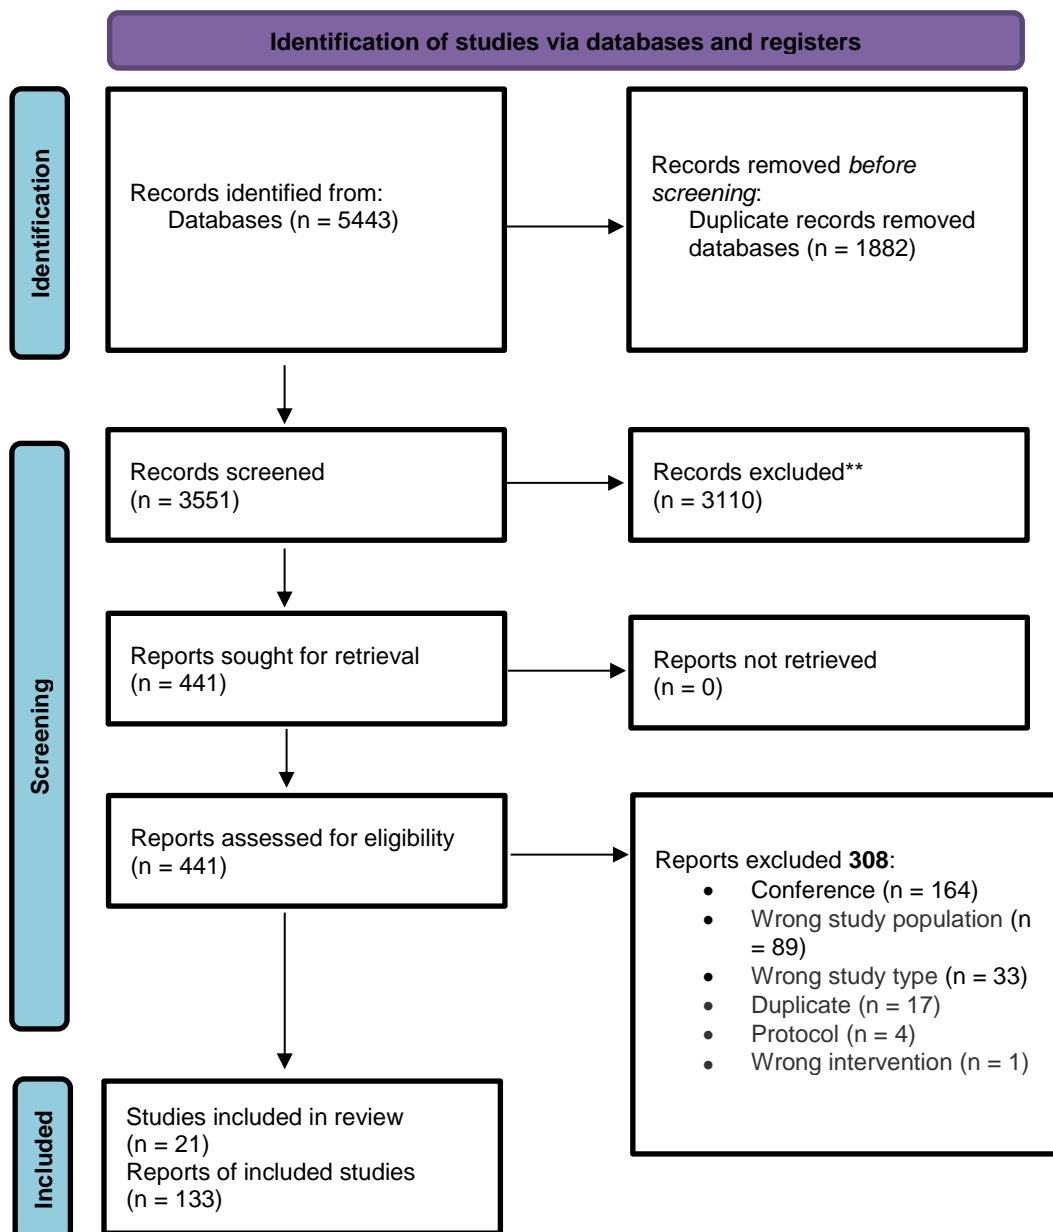 Identification of studies via databases and registers
Identification
Records identified from:
Databases (n = 5443)
Records removed before
screening:
Duplicate records removed
databases (n = 1882)
Screening
Records screened
(n = 3551)
Records excluded**
(n = 3110)
Reports sought for retrieval
(n = 441)
Reports not retrieved
(n = 0)
Reports assessed for eligibility
(n = 441)
Reports excluded 308:
• Conference (n = 164)
• Wrong study population (n
= 89)
• Wrong study type (n = 33)
• Duplicate (n = 17)
• Protocol (n = 4)
• Wrong intervention (n = 1)
Included
Studies included in review
(n = 21)
Reports of included studies
(n = 133)